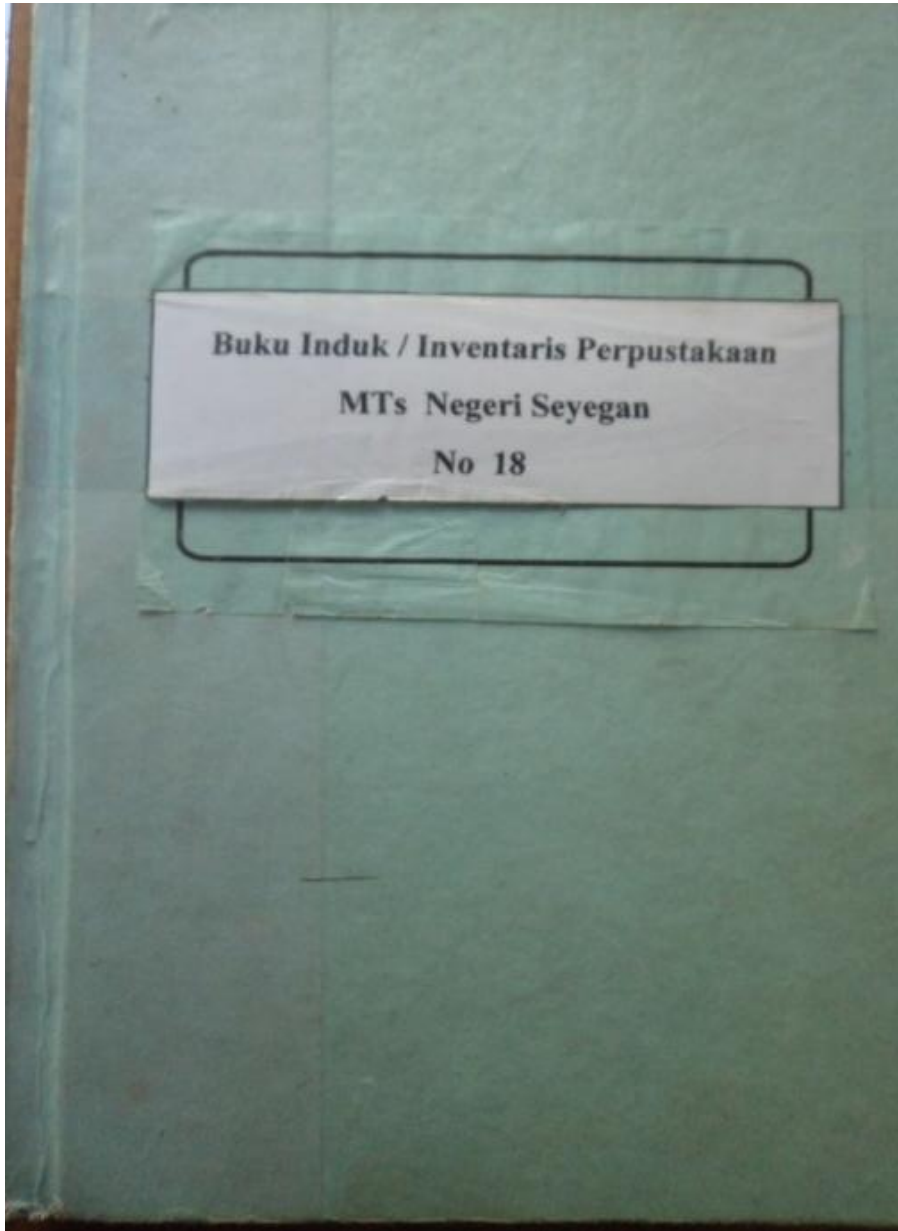 Buku Induk / Inventaris Perpustakaan
MTs Negeri Seyegan
No 18